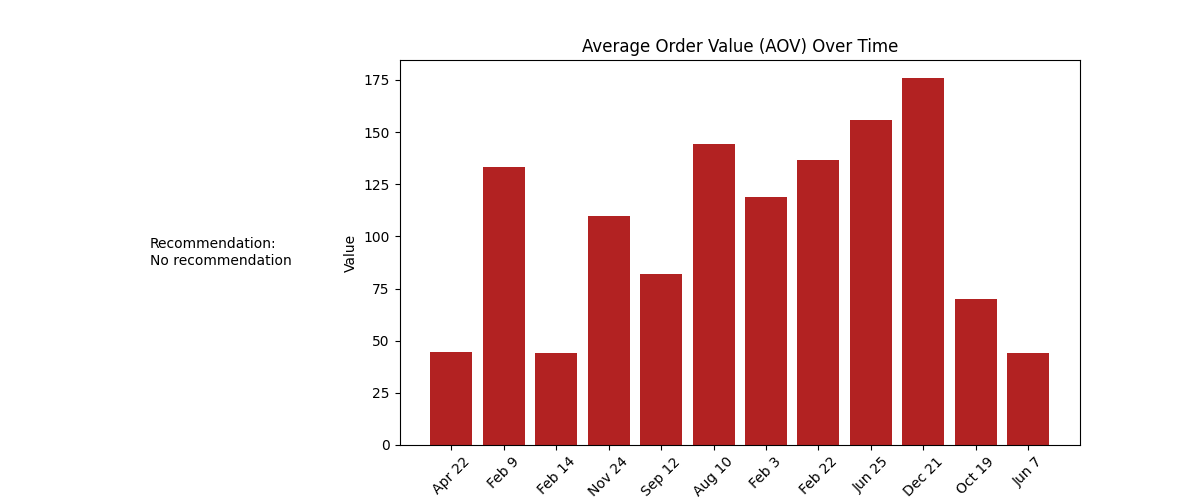 Average Order Value (AOV) Over Time
Recommendation:
No recommendation
Value
175
150
125
100
75
50
25
0
Apr 22
Feb 9
Feb 14
Nov 24
Sep 12
Aug 10
Feb 3
Feb 22
Jun 25
Dec 21
Oct 19
Jun 7